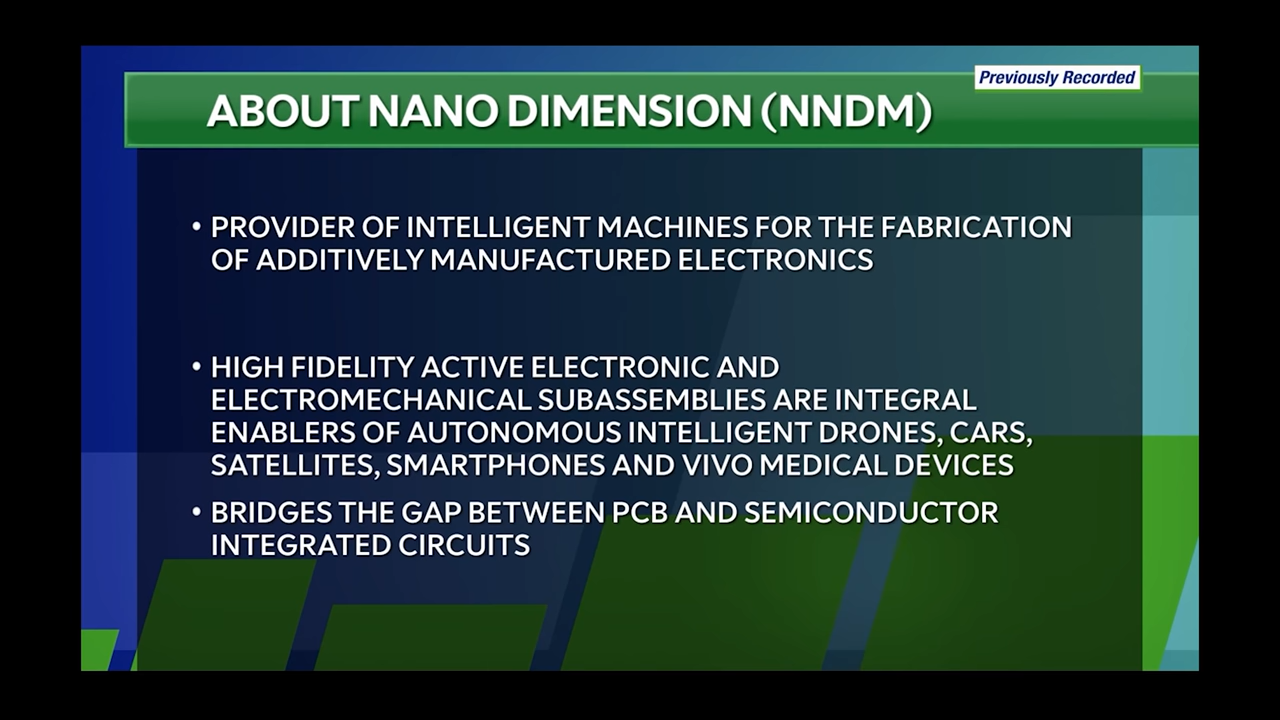 Previously Recorded
ABOUT NANO DIMENSION (NNDM)
• PROVIDER OF INTELLIGENT MACHINES FOR THE FABRICATION
OF ADDITIVELY MANUFACTURED ELECTRONICS
• HIGH FIDELITY ACTIVE ELECTRONIC AND
ELECTROMECHANICAL SUBASSEMBLIES ARE INTEGRAL
ENABLERS OF AUTONOMOUS INTELLIGENT DRONES, CARS,
SATELLITES, SMARTPHONES AND VIVO MEDICAL DEVICES
• BRIDGES THE GAP BETWEEN PCB AND SEMICONDUCTOR
INTEGRATED CIRCUITS